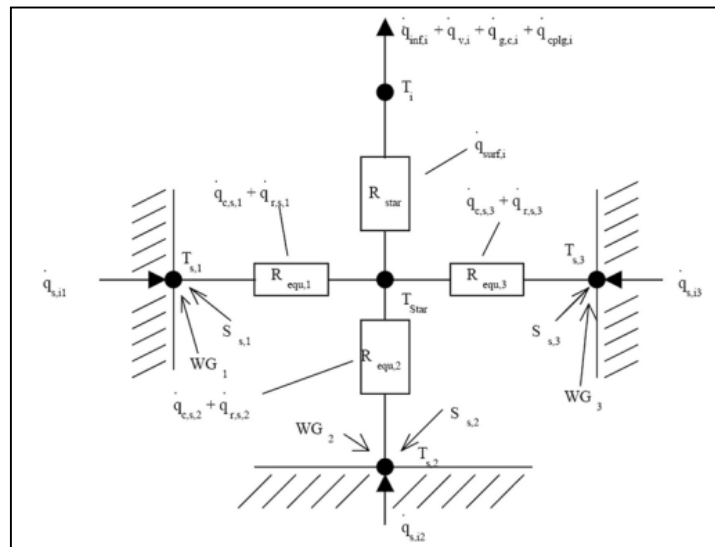 q̇inf,i + q̇v,i + q̇g,c,i + q̇cplg,i
Ti
q̇surf,i
Rstar
q̇c,s,1 + q̇r,s,1
q̇c,s,3 + q̇r,s,3
Ts,1
Ts,3
Requ,1
Requ,3
q̇s,i1
q̇s,i3
TStar
Ss,1
Ss,3
WG1
WG3
Requ,2
q̇c,s,2 + q̇r,s,2
WG2
Ss,2
Ts,2
q̇s,i2